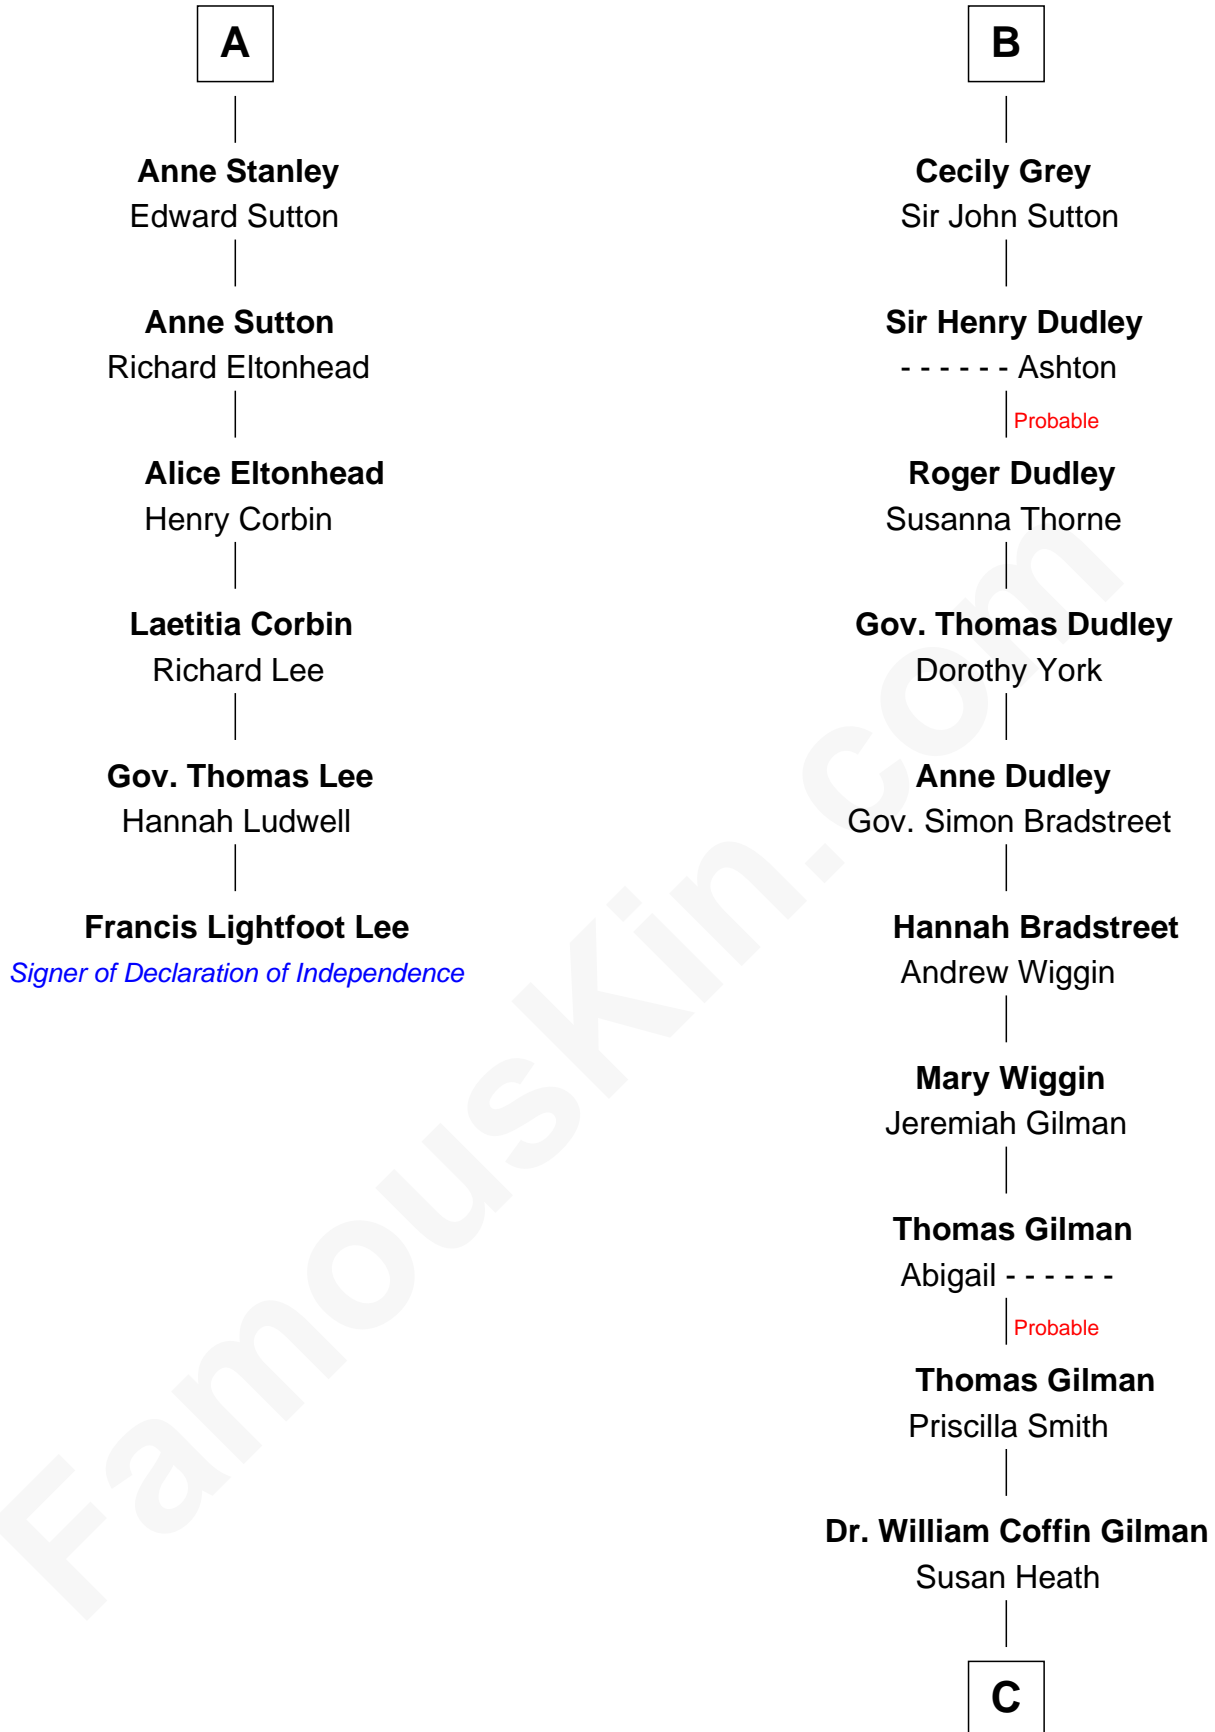 A
Anne Stanley
Edward Sutton
Anne Sutton
Richard Eltonhead
Alice Eltonhead
Henry Corbin
Laetitia Corbin
Richard Lee
Gov. Thomas Lee
Hannah Ludwell
Francis Lightfoot Lee
Signer of Declaration of Independence
B
Cecily Grey
Sir John Sutton
Sir Henry Dudley
- - - - - - Ashton
Probable
Roger Dudley
Susanna Thorne
Gov. Thomas Dudley
Dorothy York
Anne Dudley
Gov. Simon Bradstreet
Hannah Bradstreet
Andrew Wiggin
Mary Wiggin
Jeremiah Gilman
Thomas Gilman
Abigail - - - - - -
Probable
Thomas Gilman
Priscilla Smith
Dr. William Coffin Gilman
Susan Heath
C
FamousKin.com